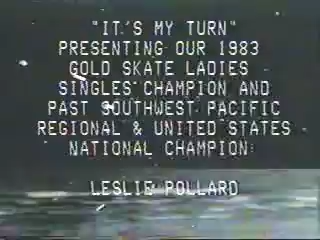 "IT'S MY TURN"
PRESENTING OUR 1983
GOLD SKATE LADIES
SINGLES CHAMPION AND
PAST SOUTHWEST PACIFIC
REGIONAL & UNITED STATES
NATIONAL CHAMPION
LESLIE POLLARD